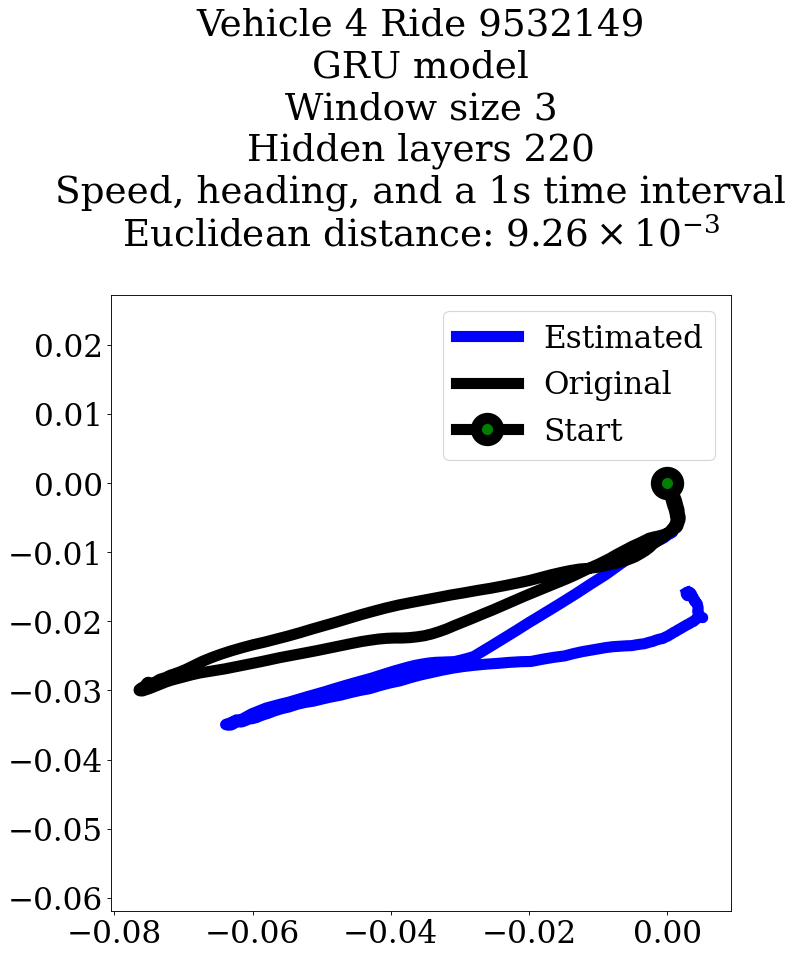 Vehicle 4 Ride 9532149
GRU model
Window size 3
Hidden layers 220
Speed, heading, and a 1s time interval
Euclidean distance: 9.26 × 10⁻³
Estimated
Original
Start
0.02
0.01
0.00
−0.01
−0.02
−0.03
−0.04
−0.05
−0.06
−0.08 −0.06 −0.04 −0.02 0.00